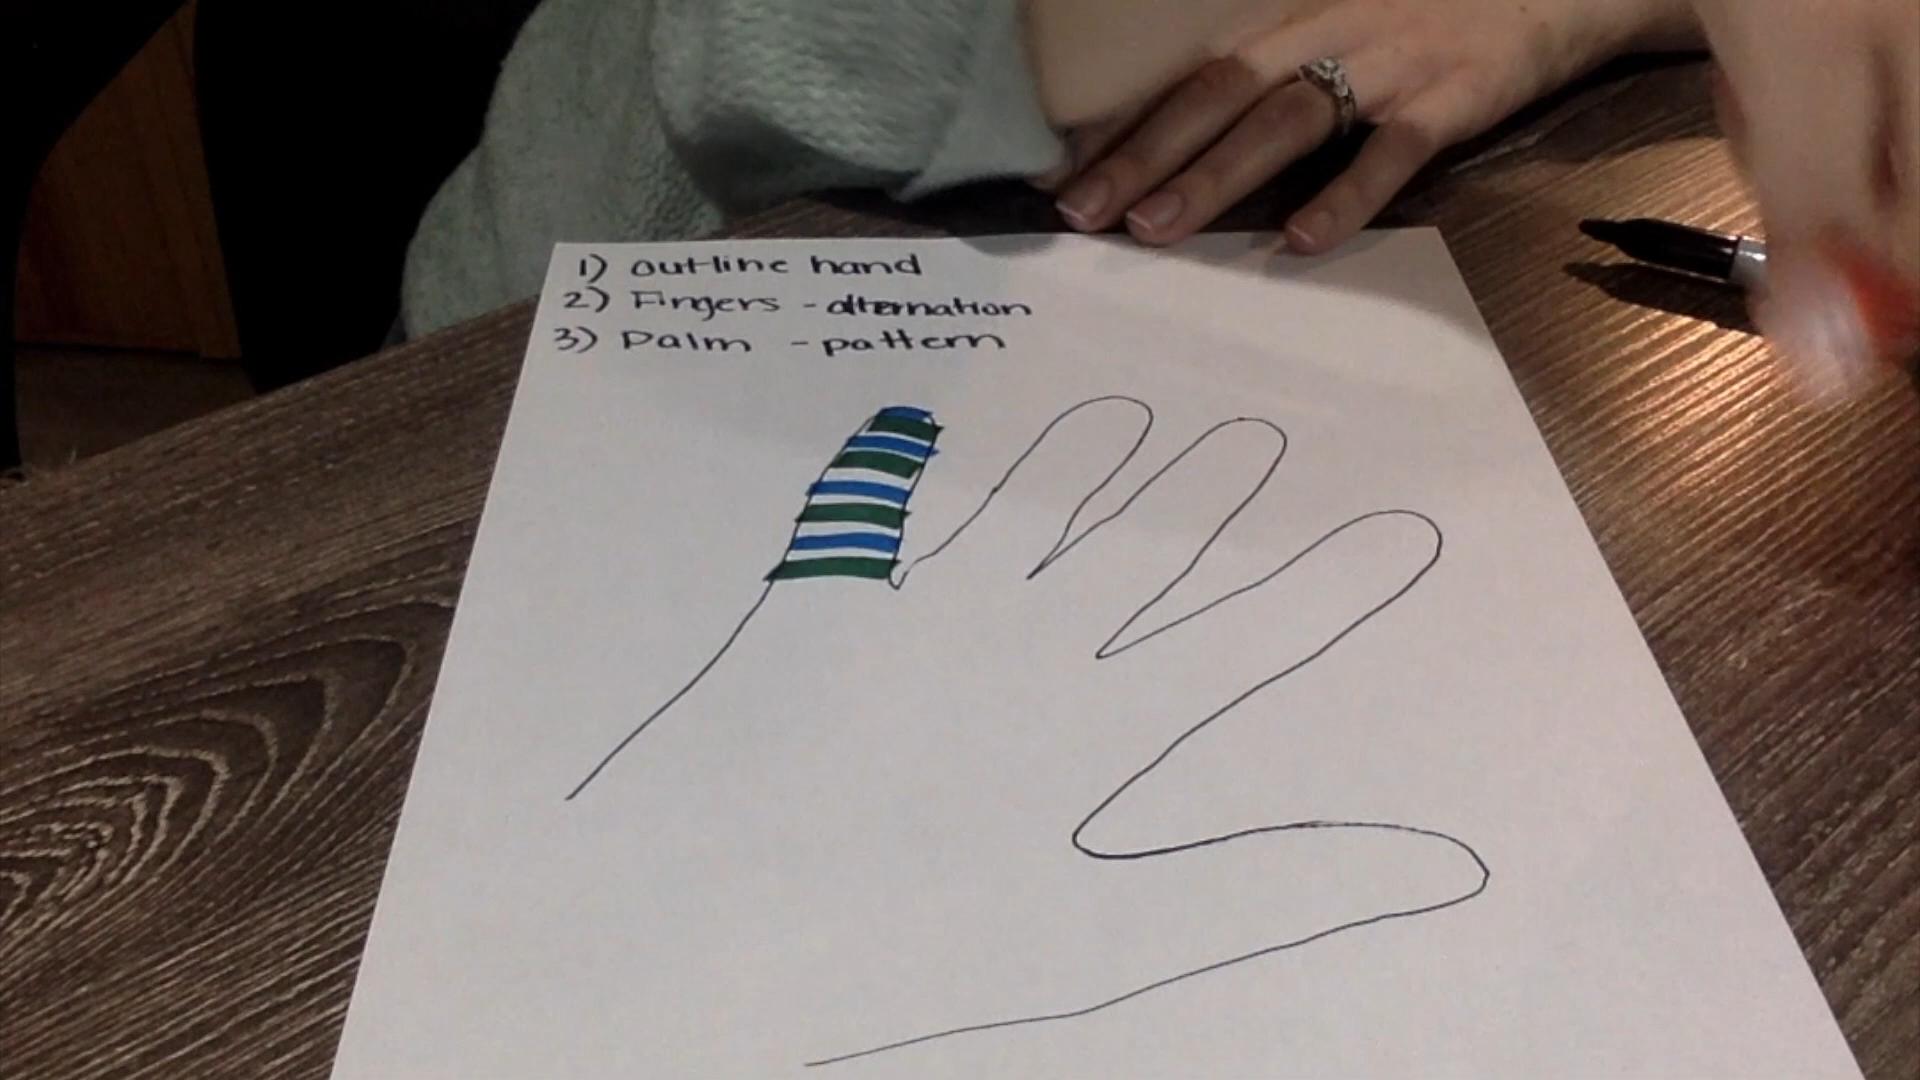 1) outline hand
2) Fingers - alternation
3) Palm - pattern